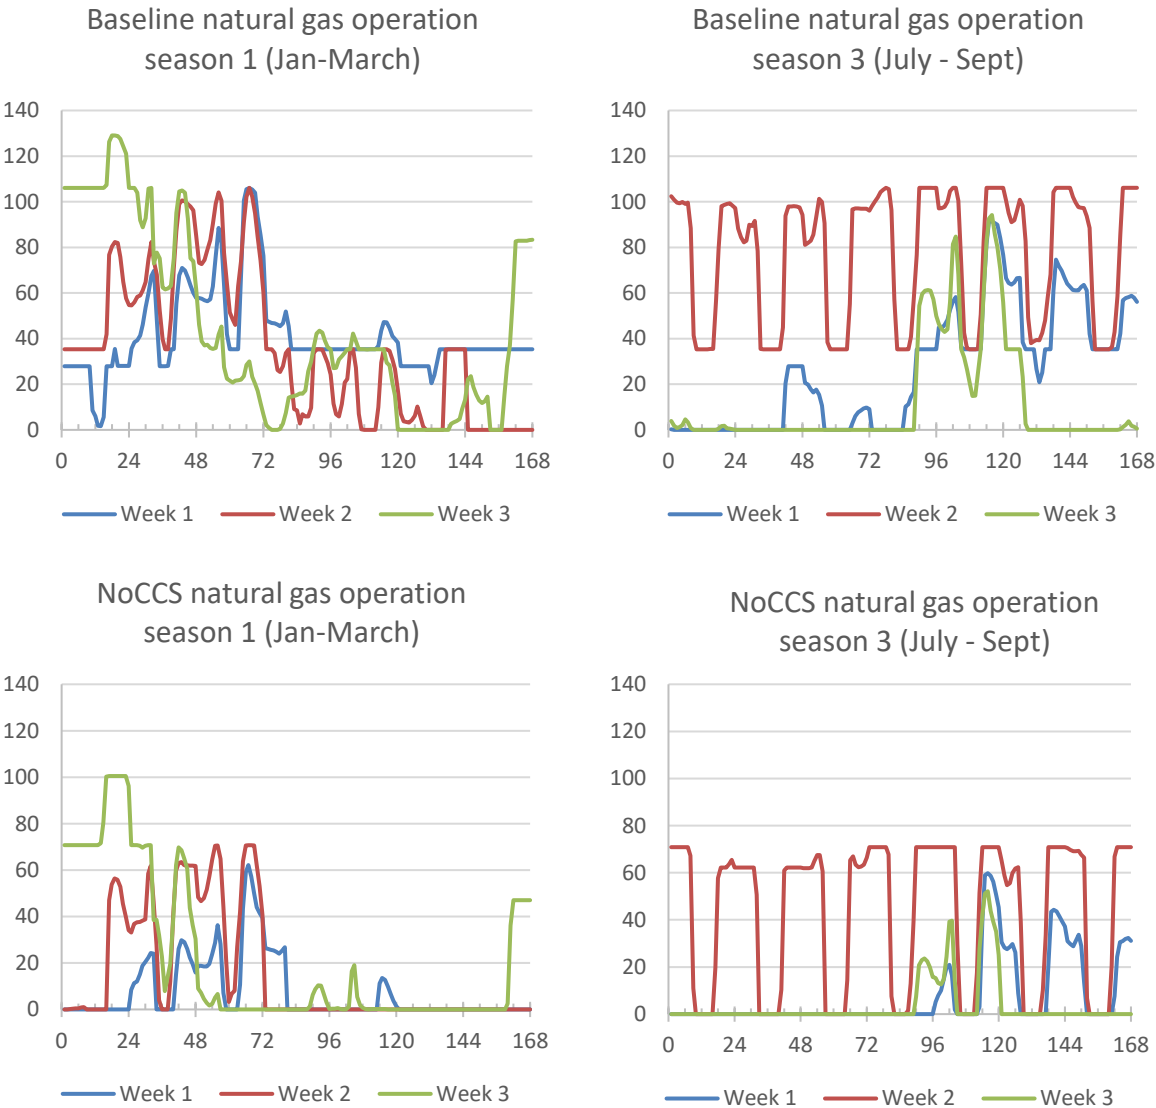 Baseline natural gas operation
season 1 (Jan-March)
140
120
100
80
60
40
20
0
0 24 48 72 96 120 144 168
Week 1 Week 2 Week 3
Baseline natural gas operation
season 3 (July - Sept)
140
120
100
80
60
40
20
0
0 24 48 72 96 120 144 168
Week 1 Week 2 Week 3
NoCCS natural gas operation
season 1 (Jan-March)
140
120
100
80
60
40
20
0
0 24 48 72 96 120 144 168
Week 1 Week 2 Week 3
NoCCS natural gas operation
season 3 (July - Sept)
140
120
100
80
60
40
20
0
0 24 48 72 96 120 144 168
Week 1 Week 2 Week 3